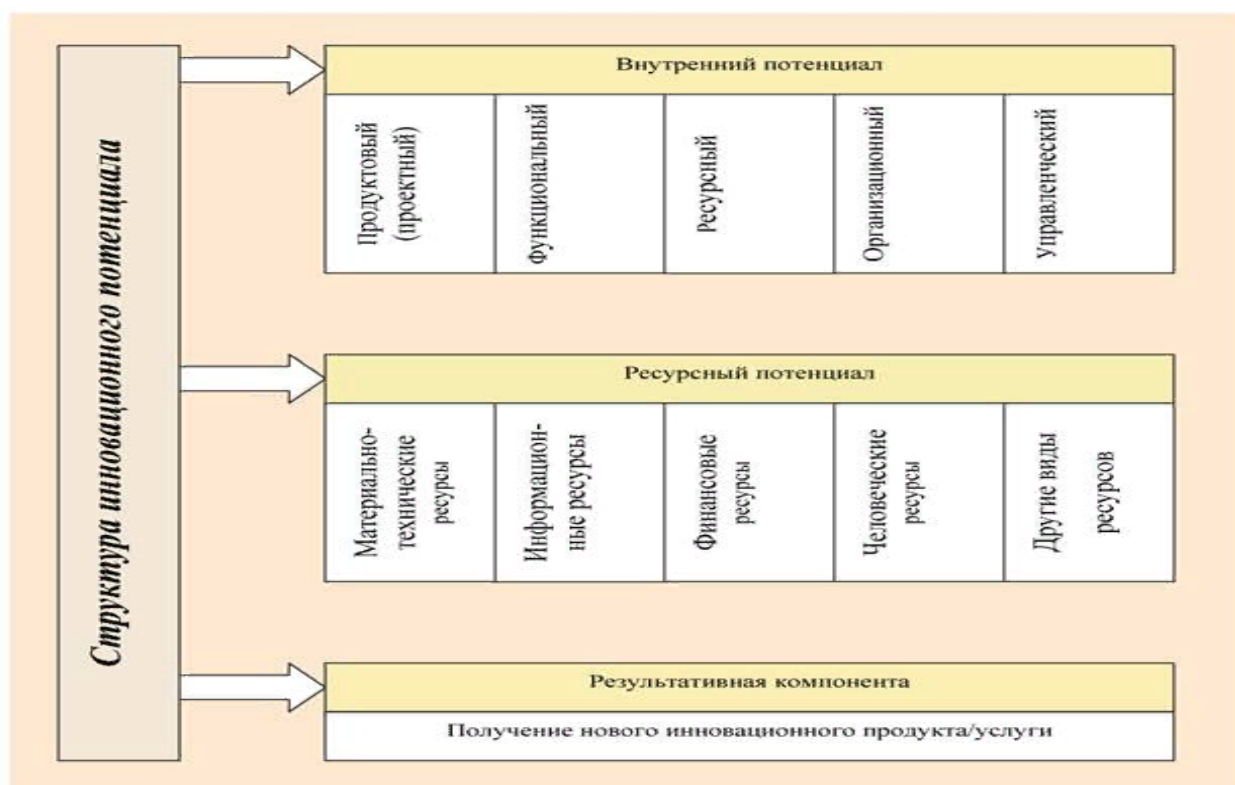 Структура инновационного потенциала
Внутренний потенциал
Продуктовый
(проектный)
Функциональный
Ресурсный
Организационный
Управленческий
Ресурсный потенциал
Материально-
технические
ресурсы
Информацион-
ные ресурсы
Финансовые
ресурсы
Человеческие
ресурсы
Другие виды
ресурсов
Результативная компонента
Получение нового инновационного продукта/услуги